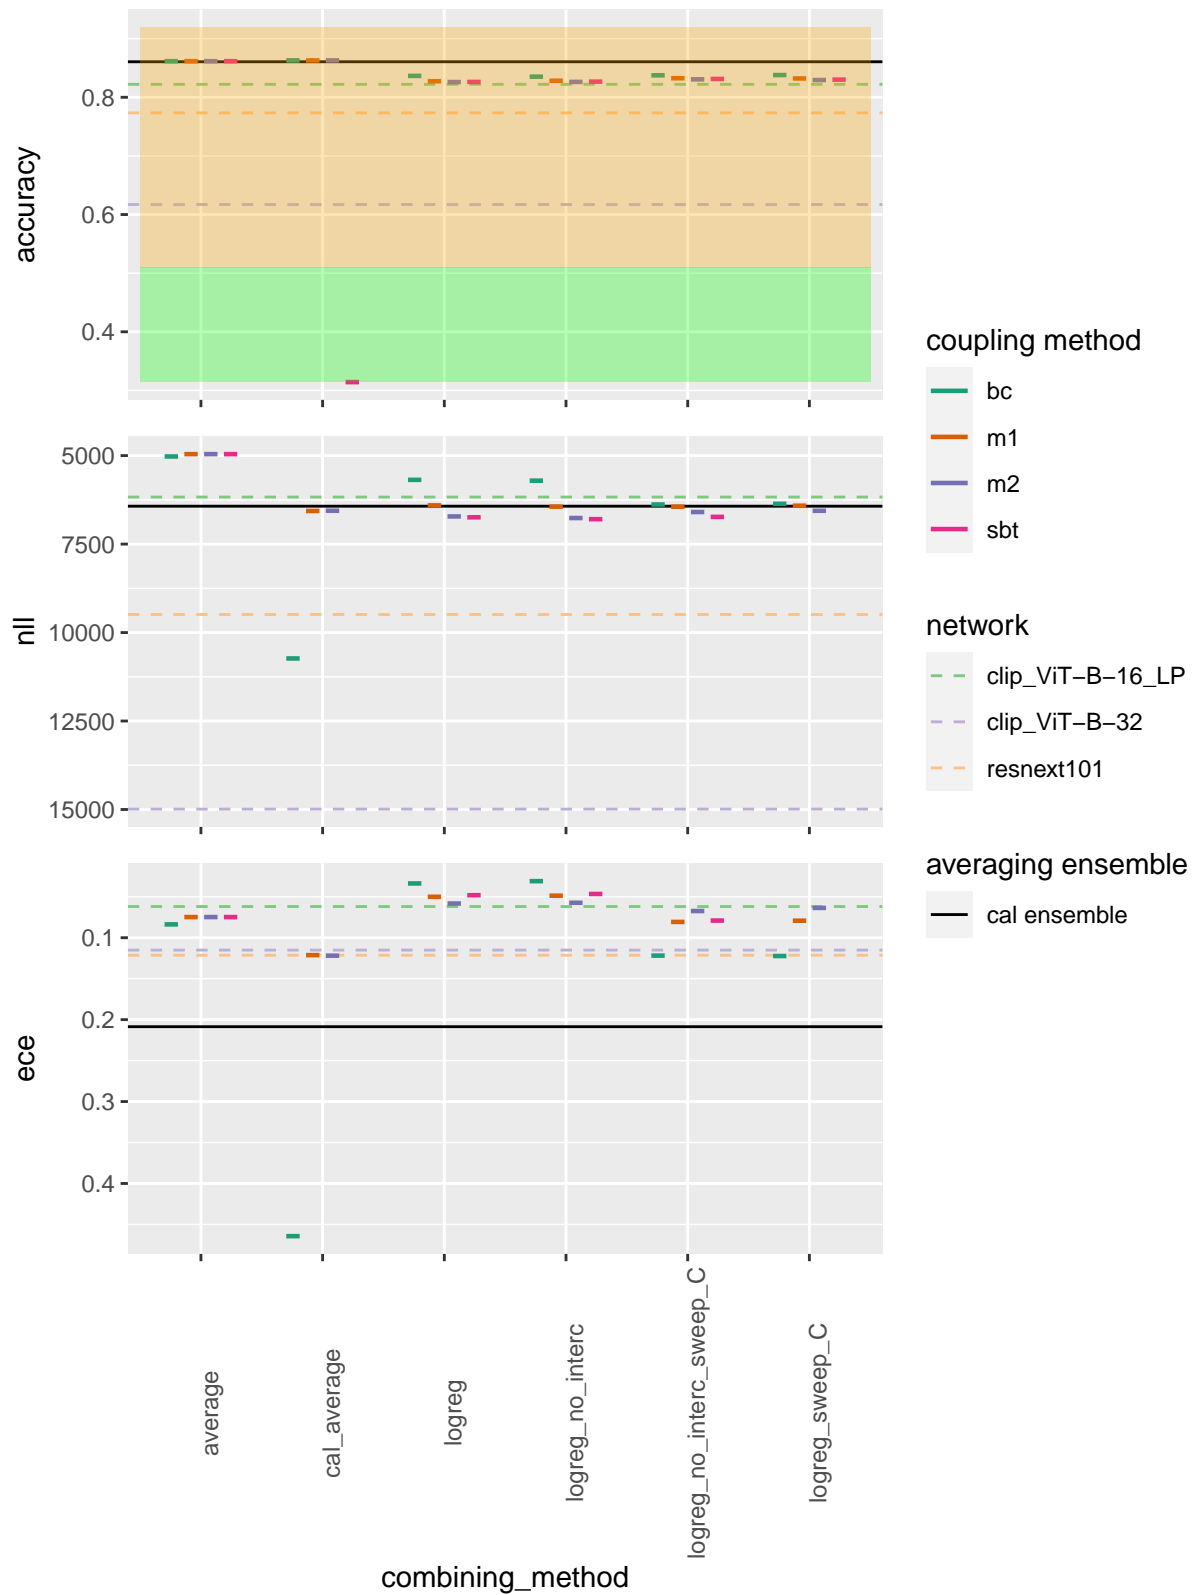 accuracy
0.8
0.6
0.4
nll
5000
7500
10000
12500
15000
ece
0.1
0.2
0.3
0.4
average
cal_average
logreg
logreg_no_interc
logreg_no_interc_sweep_C
logreg_sweep_C
combining_method
coupling method
bc
m1
m2
sbt
network
clip_ViT−B−16_LP
clip_ViT−B−32
resnext101
averaging ensemble
cal ensemble